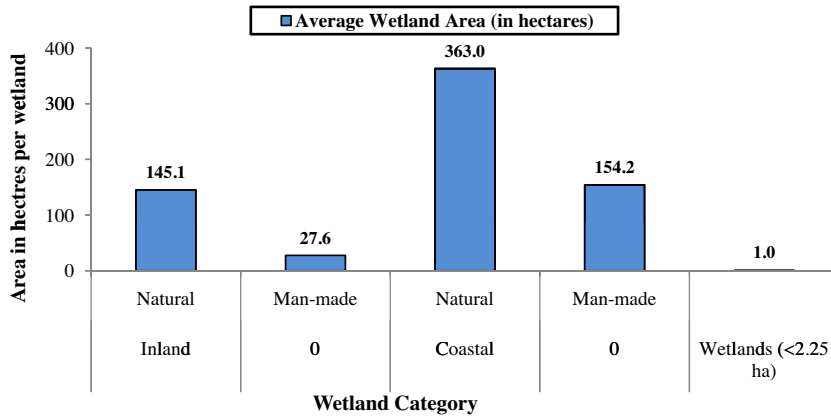 Average Wetland Area (in hectares)
Area in hectres per wetland
400
300
200
100
0
145.1
27.6
363.0
154.2
1.0
Natural
Man-made
Natural
Man-made
Inland
0
Coastal
0
Wetlands (<2.25
ha)
Wetland Category